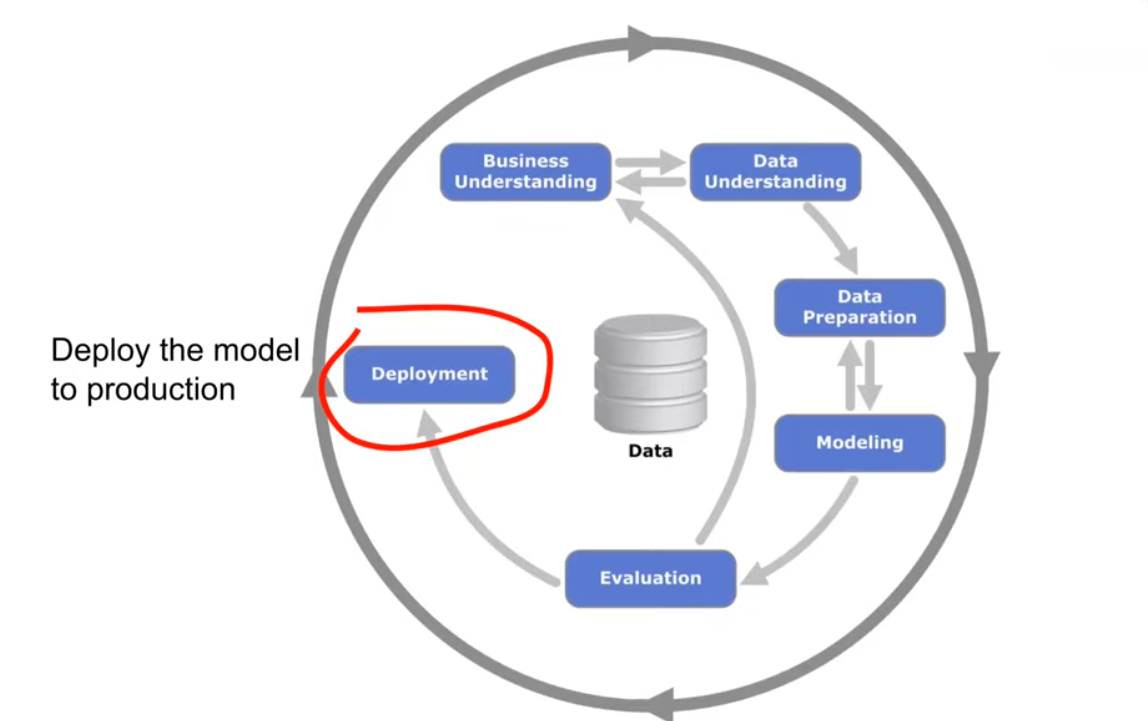 Business
Understanding
Data
Understanding
Data
Preparation
Deploy the model
to production
Deployment
Data
Modeling
Evaluation